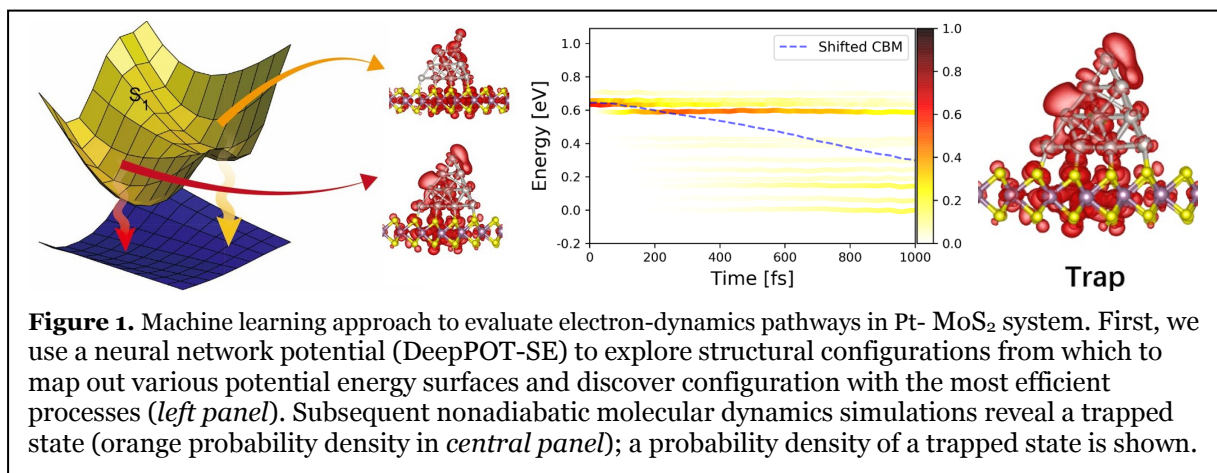 S₁
1.0
0.8
0.6
0.4
0.2
0.0
-0.2
Energy [eV]
0 200 400 600 800 1000
Time [fs]
Shifted CBM
1.0
0.8
0.6
0.4
0.2
0.0
Trap
Figure 1. Machine learning approach to evaluate electron-dynamics pathways in Pt- MoS₂ system. First, we
use a neural network potential (DeepPOT-SE) to explore structural configurations from which to
map out various potential energy surfaces and discover configuration with the most efficient
processes (left panel). Subsequent nonadiabatic molecular dynamics simulations reveal a trapped
state (orange probability density in central panel); a probability density of a trapped state is shown.